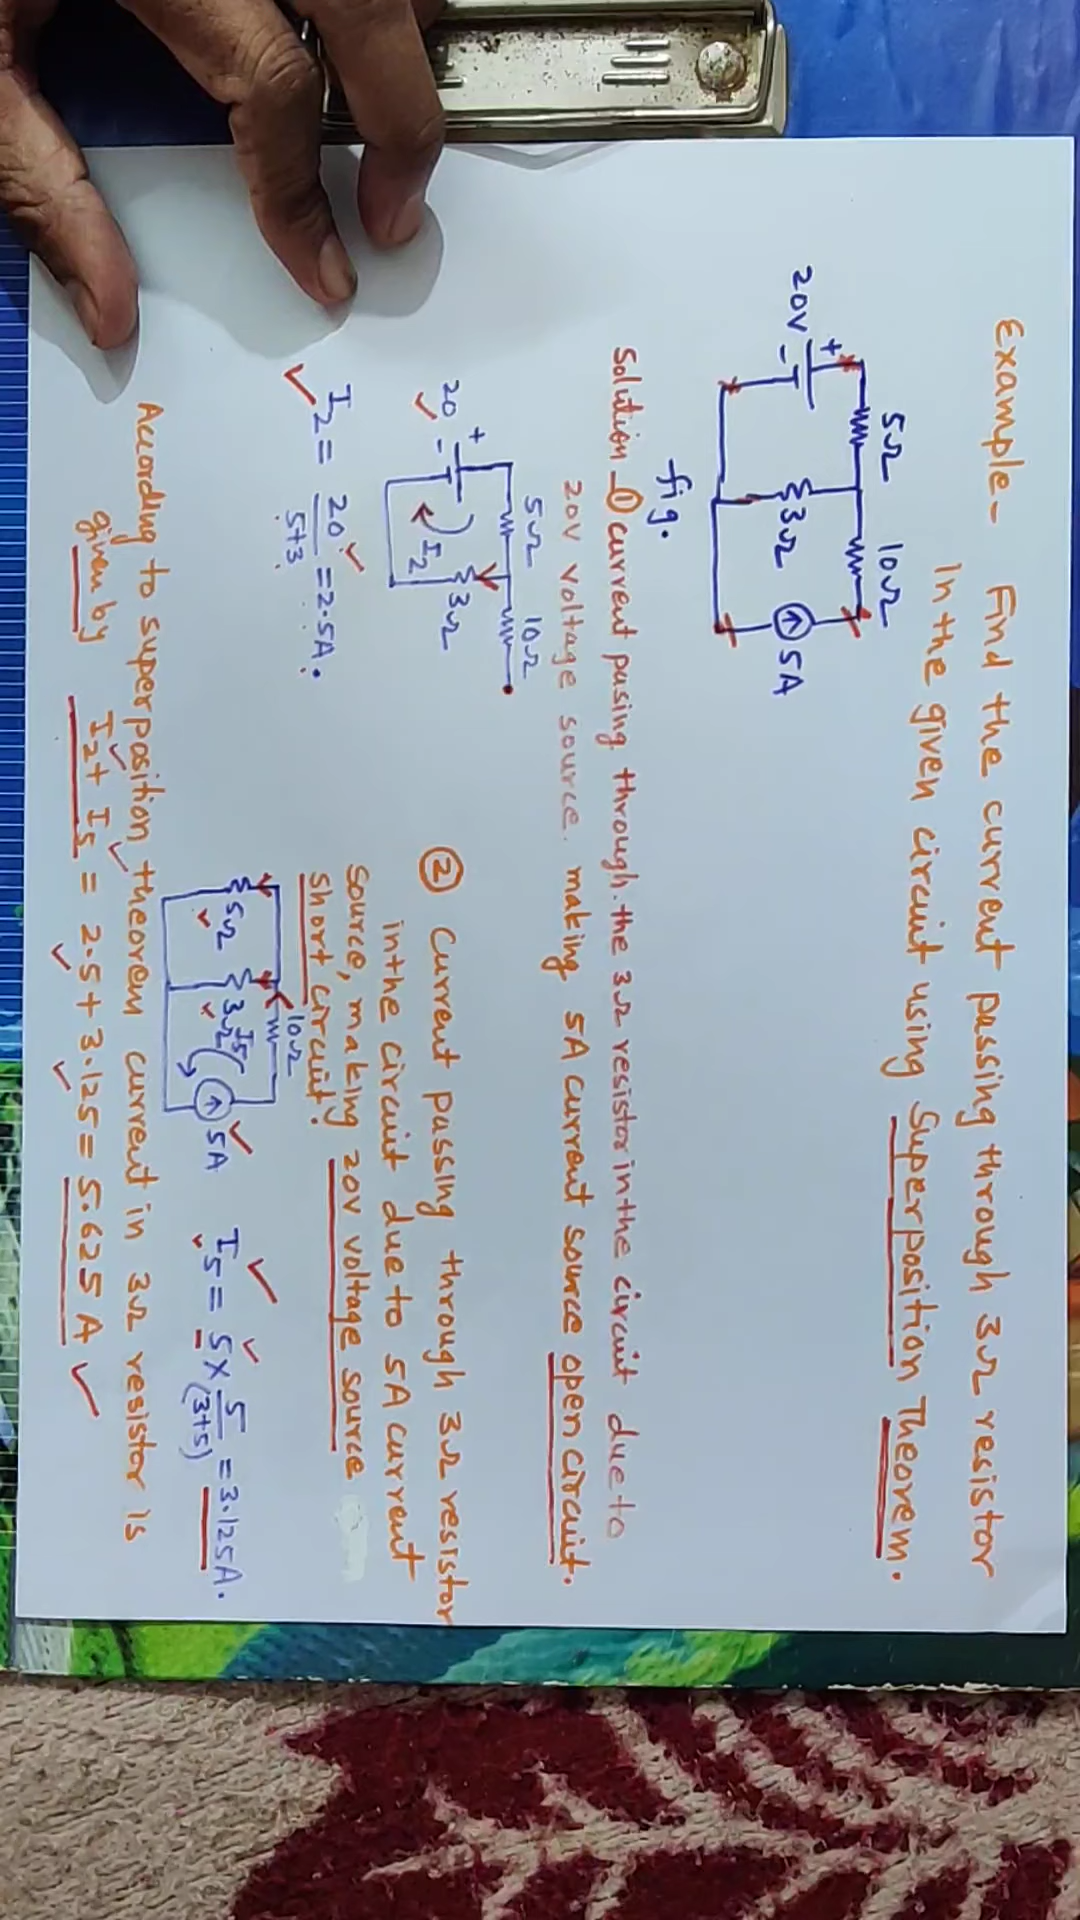 Example- Find the current passing through 3Ω resistor
in the given circuit using Superposition Theorem.
5Ω 10Ω
20V + - 3Ω 5A
fig.
Solution - ① current pasing through the 3Ω resistor in the circuit due to
20V voltage source. making 5A current source open circuit.
5Ω 10Ω
20 + - I2 3Ω
I2 = 20/5+3 = 2.5A.
② Current passing through 3Ω resistor
in the circuit due to 5A current
source, making 20V voltage source
short circuit.
10Ω
5Ω 3Ω I5 5A
I5 = 5 × 5/(3+5) = 3.125A.
According to superposition theorem current in 3Ω resistor is
given by I2 + I5 = 2.5 + 3.125 = 5.625 A